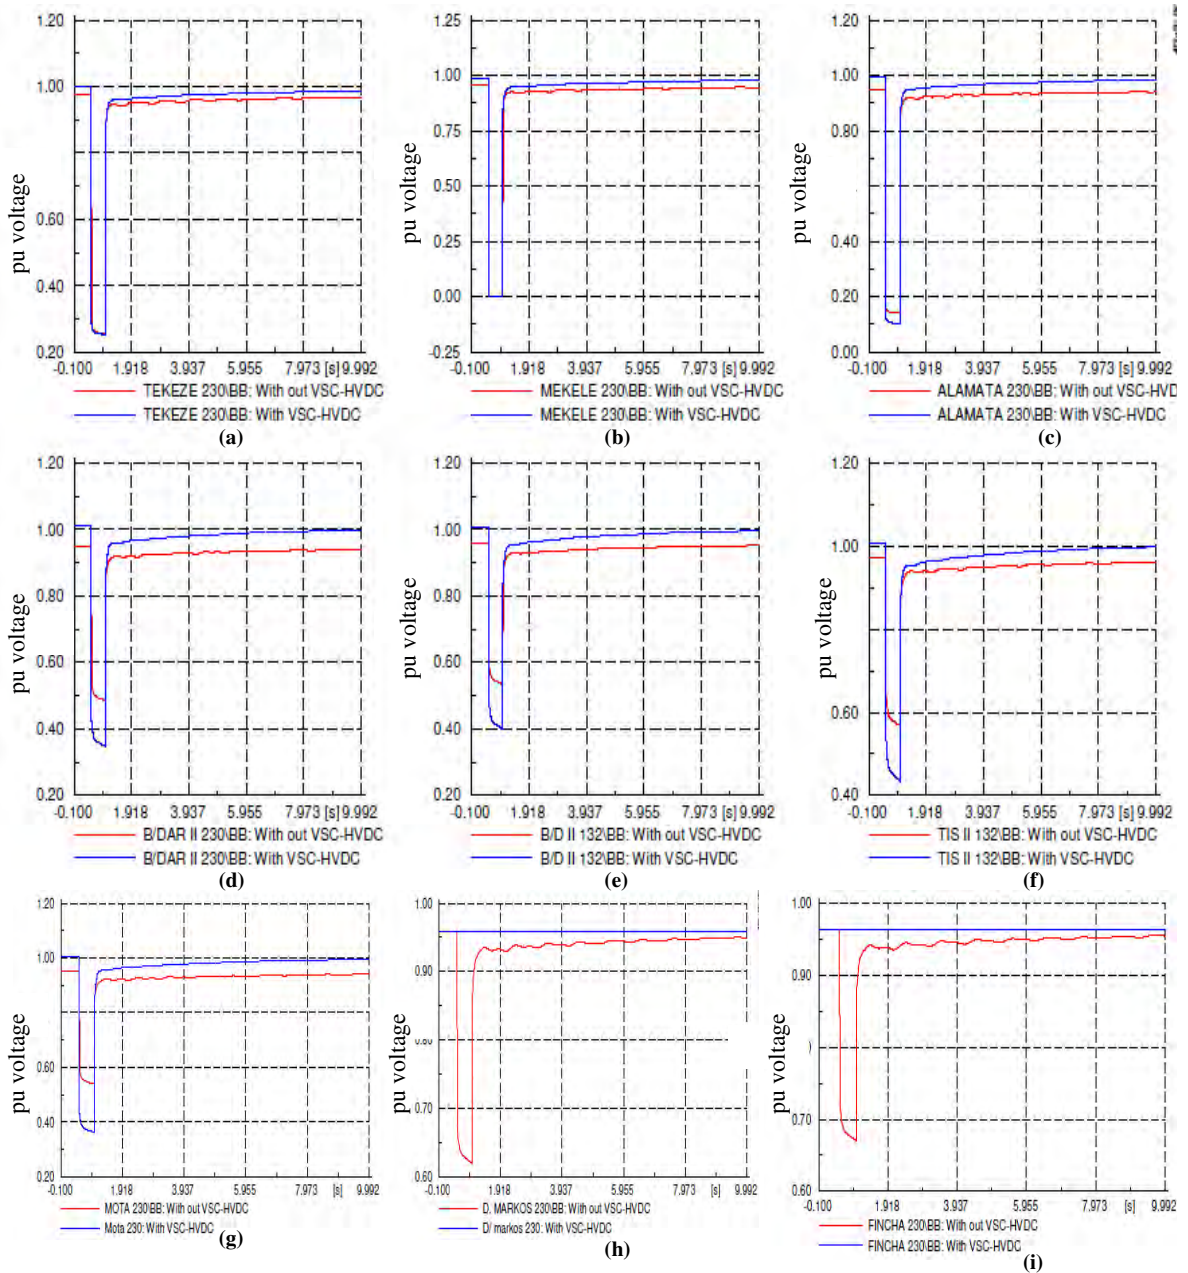 1.20
1.00
0.60
0.40
0.20
pu voltage
-0.100 1.918 3.937 5.955 7.973 [s] 9.992
TEKEZE 230\BB: With out VSC-HVDC
TEKEZE 230\BB: With VSC-HVDC
(a)
1.25
1.00
0.75
0.50
0.25
0.00
-0.25
pu voltage
-0.100 1.918 3.937 5.955 7.973 [s] 9.992
MEKELE 230\BB: With out VSC-HVDC
MEKELE 230\BB: With VSC-HVDC
(b)
1.20
1.00
0.80
0.40
0.20
0.00
pu voltage
-0.100 1.918 3.937 5.955 7.973 [s] 9.992
ALAMATA 230\BB: With out VSC-HVDC
ALAMATA 230\BB: With VSC-HVDC
(c)
1.20
1.00
0.80
0.60
0.40
0.20
pu voltage
-0.100 1.918 3.937 5.955 7.973 [s] 9.992
B/DAR II 230\BB: With out VSC-HVDC
B/DAR II 230\BB: With VSC-HVDC
(d)
1.20
1.00
0.80
0.60
0.40
0.20
pu voltage
-0.100 1.918 3.937 5.955 7.973 [s] 9.992
B/D II 132\BB: With out VSC-HVDC
B/D II 132\BB: With VSC-HVDC
(e)
1.20
1.00
0.60
0.40
pu voltage
-0.100 1.918 3.937 5.955 7.973 [s] 9.992
TIS II 132\BB: With out VSC-HVDC
TIS II 132\BB: With VSC-HVDC
(f)
1.20
1.00
0.60
0.40
0.20
pu voltage
-0.100 1.918 3.937 5.955 7.973 [s] 9.992
MOTA 230\BB: With out VSC-HVDC
Mota 230: With VSC-HVDC
(g)
1.00
0.90
0.80
0.70
0.60
pu voltage
-0.100 1.918 3.937 5.955 7.973 [s] 9.992
D. MARKOS 230\BB: With out VSC-HVDC
D/ markos 230: With VSC-HVDC
(h)
1.00
0.90
0.70
0.60
pu voltage
-0.100 1.918 3.937 5.955 7.973 [s] 9.992
FINCHA 230\BB: With out VSC-HVDC
FINCHA 230\BB: With VSC-HVDC
(i)